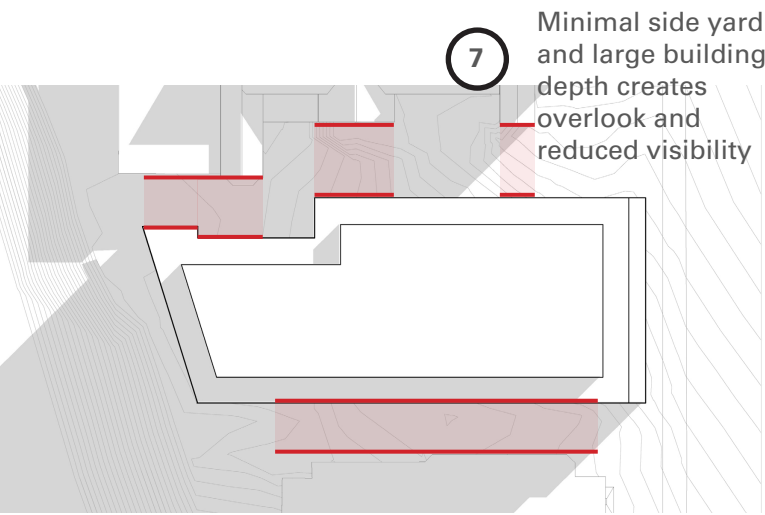 7
Minimal side yard
and large building
depth creates
overlook and
reduced visibility